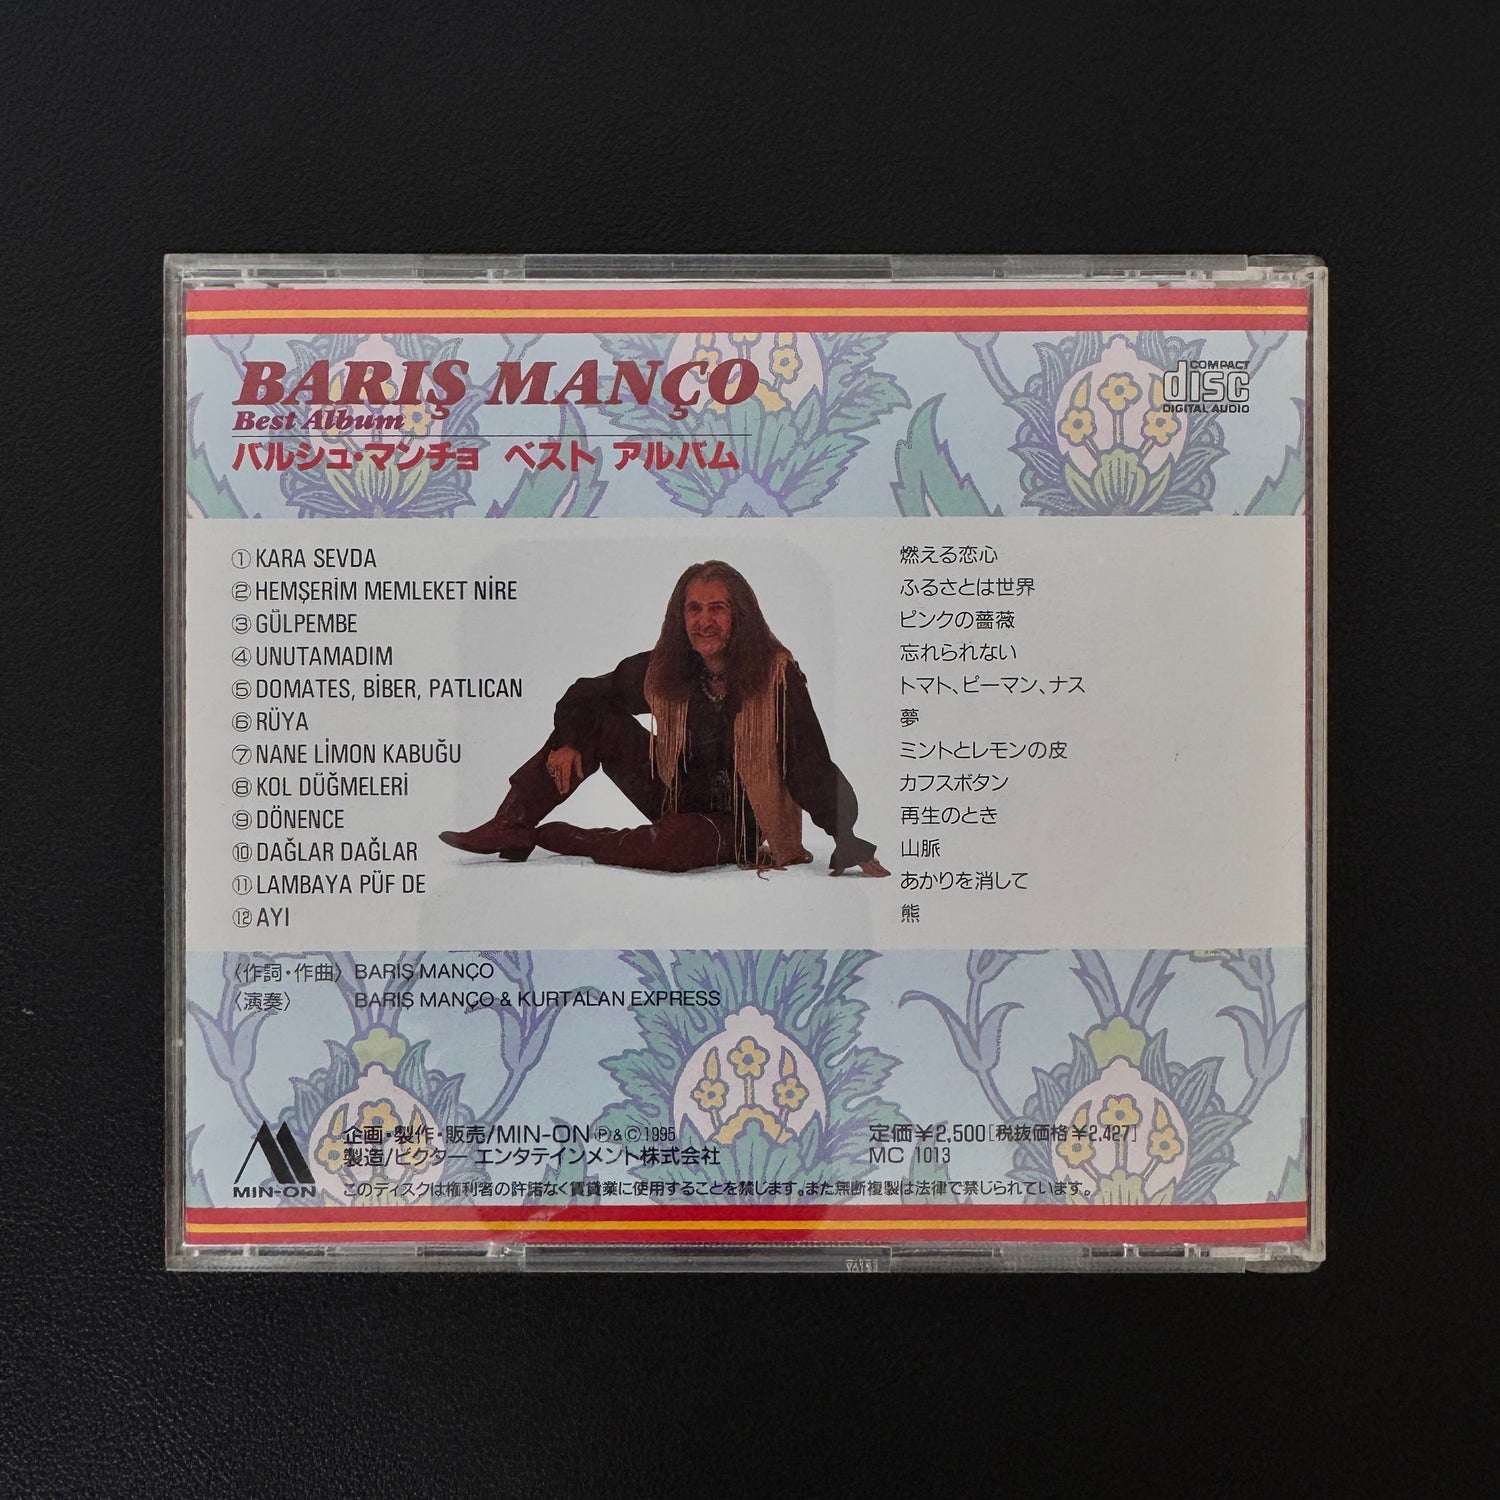 BARIŞ MANÇO
Best Album
バルシュ・マンチョ ベスト アルバム
COMPACT
disc
DIGITAL AUDIO
① KARA SEVDA
② HEMŞERİM MEMLEKET NİRE
③ GÜLPEMBE
④ UNUTAMADIM
⑤ DOMATES, BİBER, PATLICAN
⑥ RÜYA
⑦ NANE LİMON KABUĞU
⑧ KOL DÜĞMELERİ
⑨ DÖNENCE
⑩ DAĞLAR DAĞLAR
⑪ LAMBAYA PÜF DE
⑫ AYI
燃える恋心
ふるさとは世界
ピンクの薔薇
忘れられない
トマト、ピーマン、ナス
夢
ミントとレモンの皮
カフスボタン
再生のとき
山脈
あかりを消して
熊
〈作詞・作曲〉 BARIŞ MANÇO
〈演奏〉 BARIŞ MANÇO & KURTALAN EXPRESS
MIN-ON
企画・製作・販売/MIN-ON Ⓟ&Ⓒ 1995
製造/ビクター エンタテインメント株式会社
定価¥2,500[税抜価格¥2,427]
MC 1013
このディスクは権利者の許諾なく賃貸業に使用することを禁じます。また無断複製は法律で禁じられています。